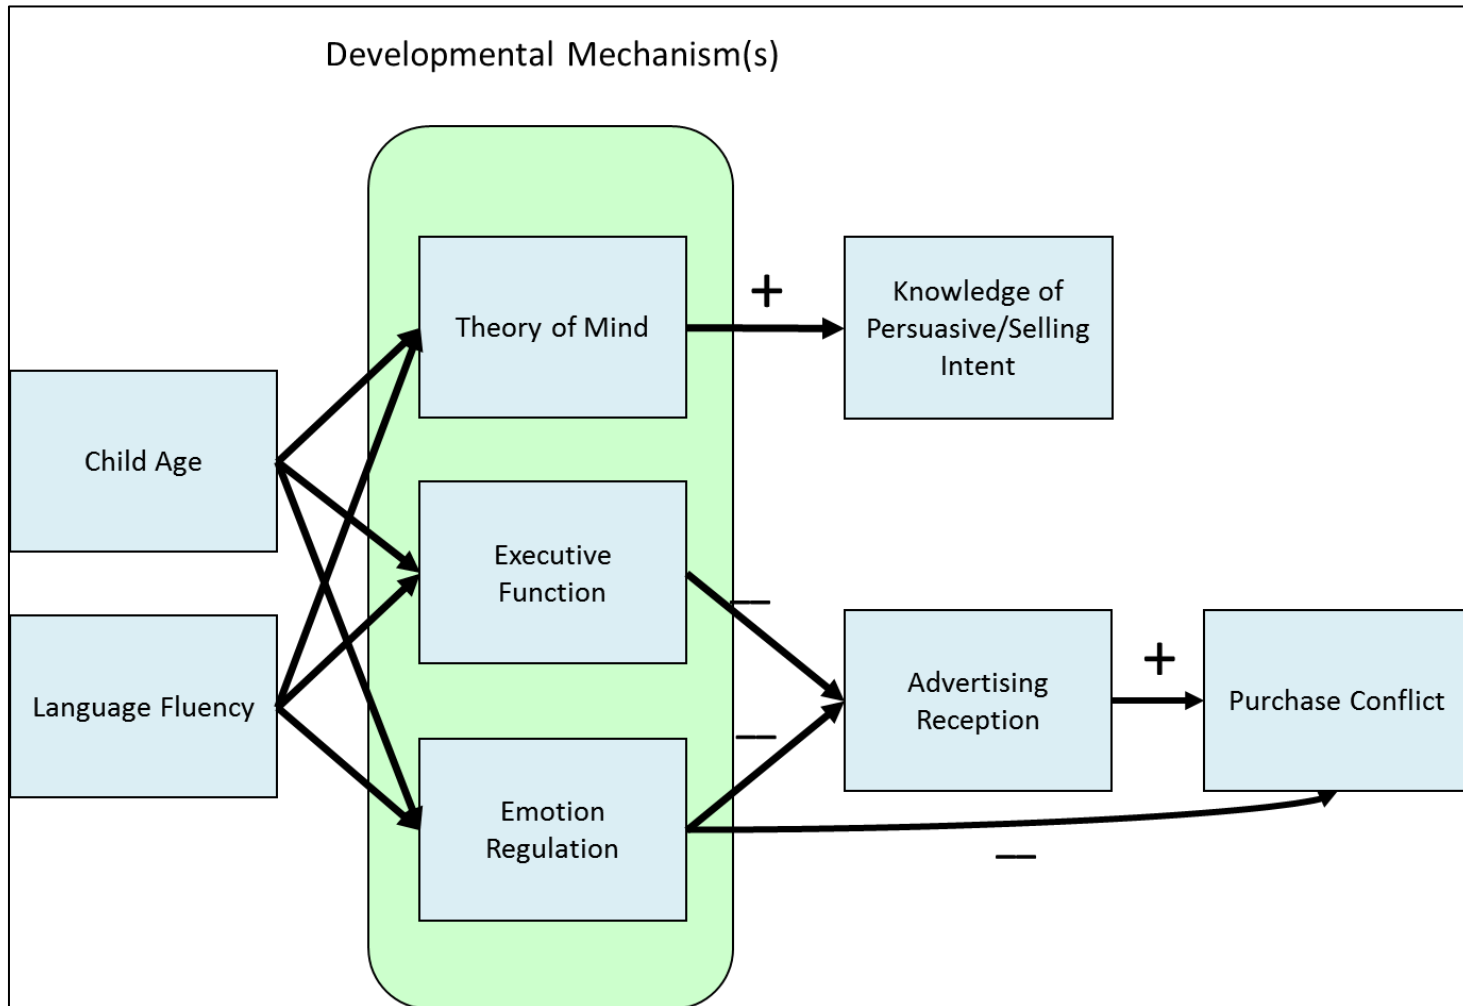 Developmental Mechanism(s)
Theory of Mind
+
Knowledge of
Persuasive/Selling
Intent
Child Age
Executive
Function
—
Language Fluency
Advertising
Reception
+
Purchase Conflict
—
Emotion
Regulation
—